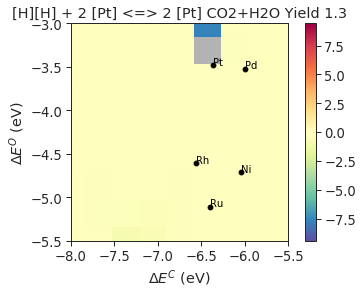 [H][H] + 2 [Pt] <=> 2 [Pt] CO2+H2O Yield 1.3
−3.0
−3.5
−4.0
−4.5
−5.0
−5.5
ΔE^O (eV)
Pt
Pd
Rh
Ni
Ru
−8.0 −7.5 −7.0 −6.5 −6.0 −5.5
ΔE^C (eV)
7.5
5.0
2.5
0.0
−2.5
−5.0
−7.5